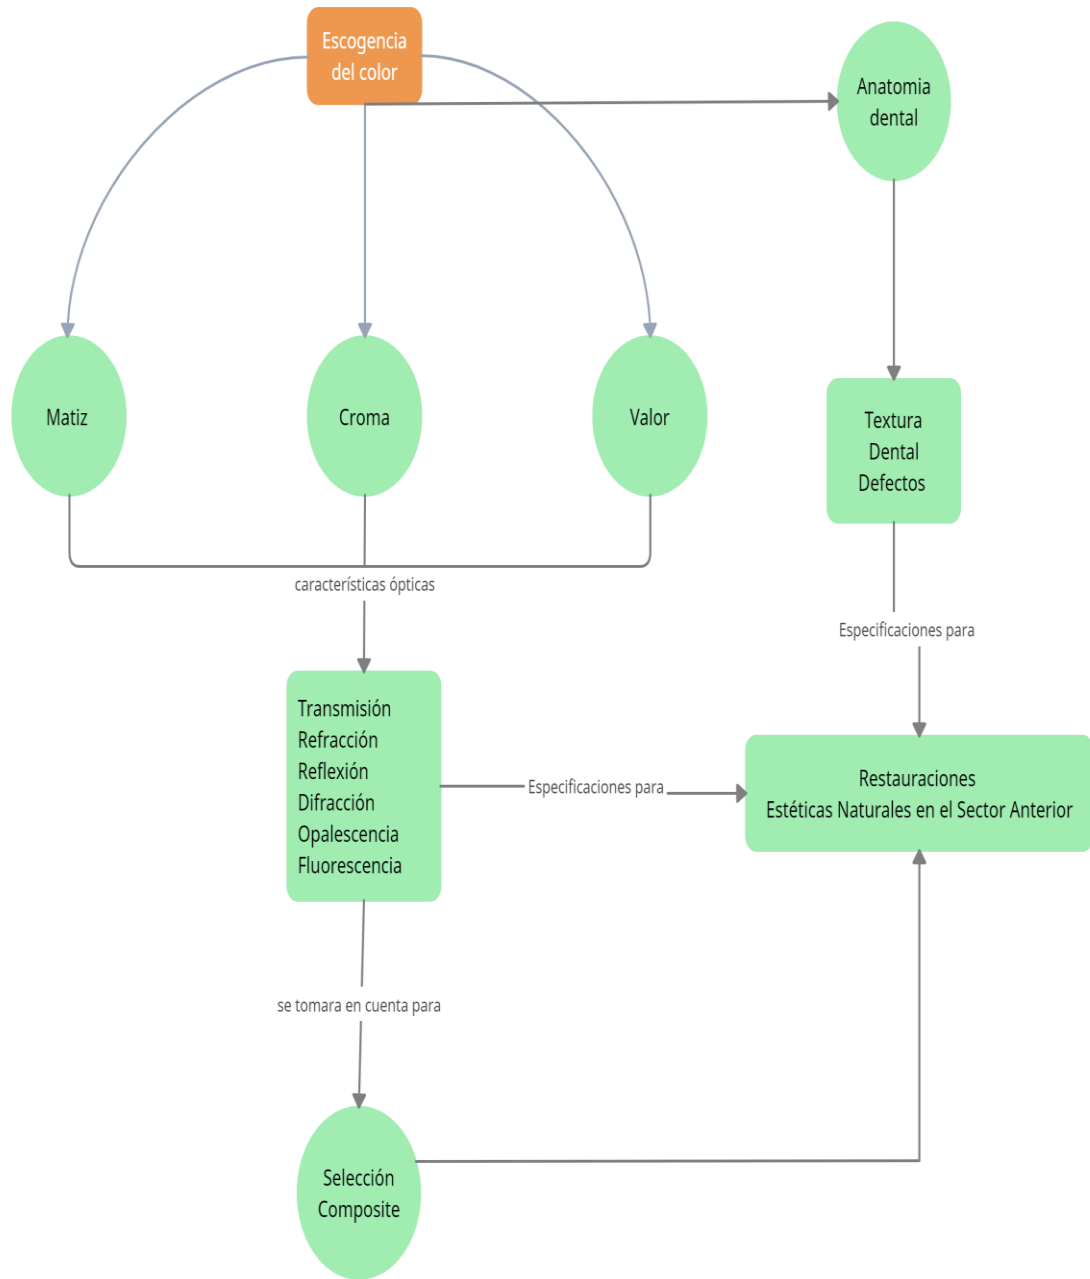 Escogencia
del color
Anatomia
dental
Matiz
Croma
Valor
Textura
Dental
Defectos
características ópticas
Especificaciones para
Transmisión
Refracción
Reflexión
Difracción
Opalescencia
Fluorescencia
Especificaciones para
Restauraciones
Estéticas Naturales en el Sector Anterior
se tomara en cuenta para
Selección
Composite